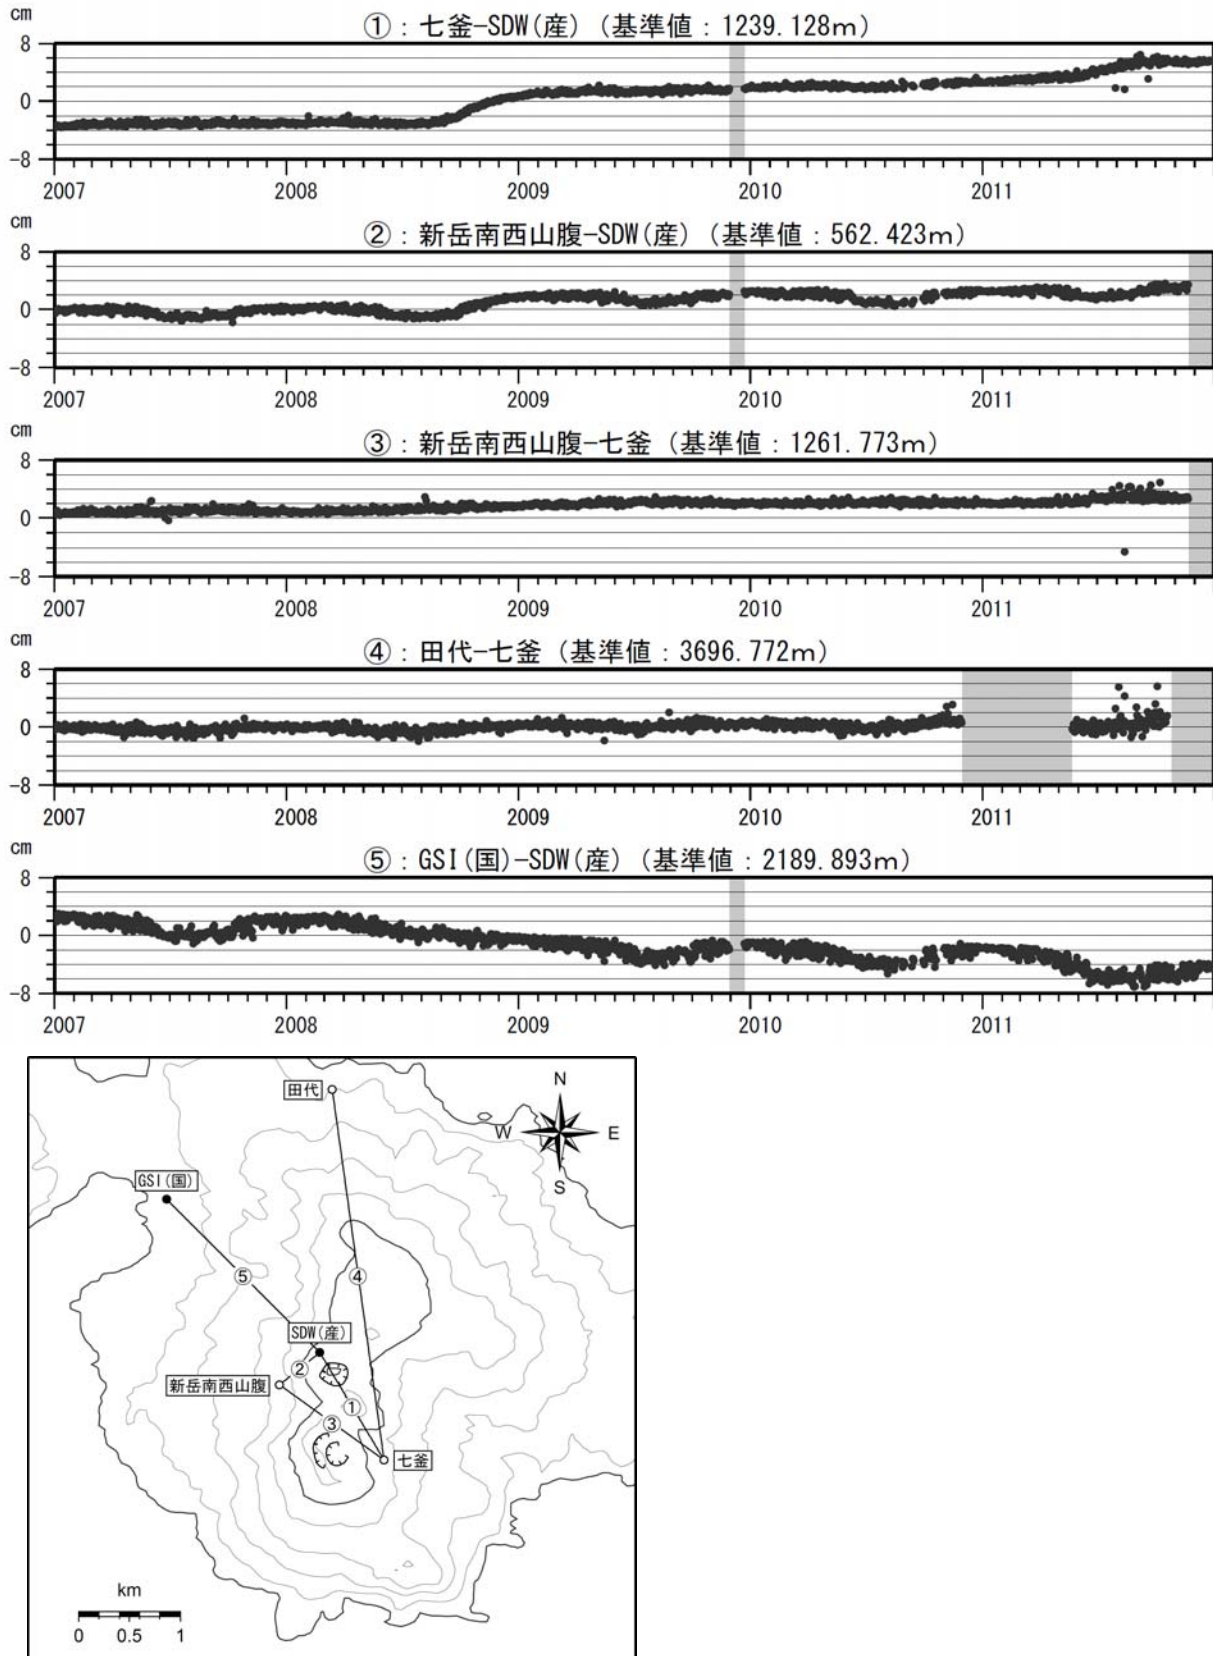 cm
①：七釜-SDW(産)（基準値：1239.128m）
8
0
-8
2007 2008 2009 2010 2011
cm
②：新岳南西山腹-SDW(産)（基準値：562.423m）
8
0
-8
2007 2008 2009 2010 2011
cm
③：新岳南西山腹-七釜（基準値：1261.773m）
8
0
-8
2007 2008 2009 2010 2011
cm
④：田代-七釜（基準値：3696.772m）
8
0
-8
2007 2008 2009 2010 2011
cm
⑤：GSI(国)-SDW(産)（基準値：2189.893m）
8
0
-8
2007 2008 2009 2010 2011
田代
N
W E
S
GSI(国)
⑤
④
SDW(産)
②
新岳南西山腹
①
③
七釜
km
0 0.5 1